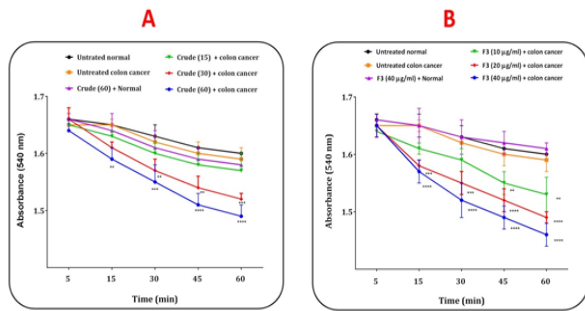 A
Untreated normal
Untreated colon cancer
Crude (60) + Normal
Crude (15) + colon cancer
Crude (30) + colon cancer
Crude (60) + colon cancer
Absorbance (540 nm)
1.7
1.6
1.5
**
**
***
**
****
***
****
5 15 30 45 60
Time (min)
B
Untreated normal
Untreated colon cancer
F3 (40 µg/ml) + Normal
F3 (10 µg/ml) + colon cancer
F3 (20 µg/ml) + colon cancer
F3 (40 µg/ml) + colon cancer
Absorbance (540 nm)
1.7
1.6
1.5
***
****
***
****
**
****
****
**
****
****
5 15 30 45 60
Time (min)